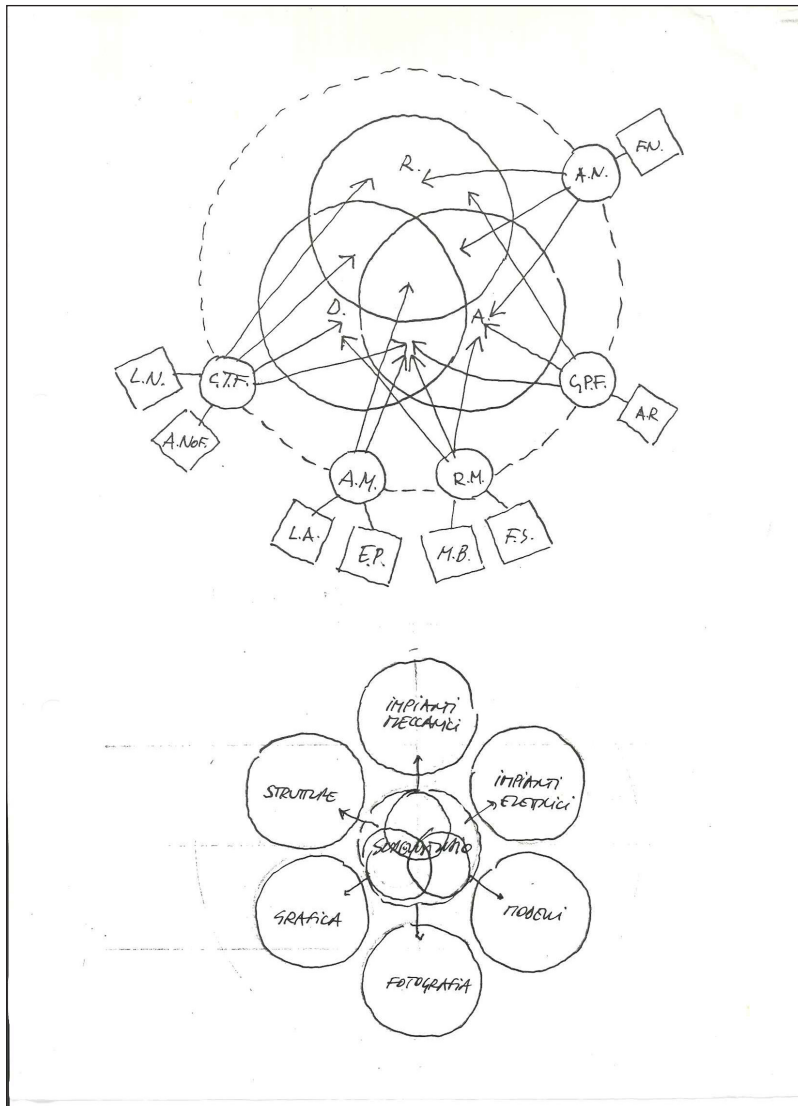 R.
A.N.
F.N.
D.
A.
L.N.
G.T.F.
G.P.F.
A.R
A.NOF.
A.M.
R.M.
L.A.
E.P.
M.B.
F.S.
IMPIANTI
MECCANICI
STRUTTURE
IMPIANTI
ELETTRICI
GRAFICA
MODELLI
FOTOGRAFIA